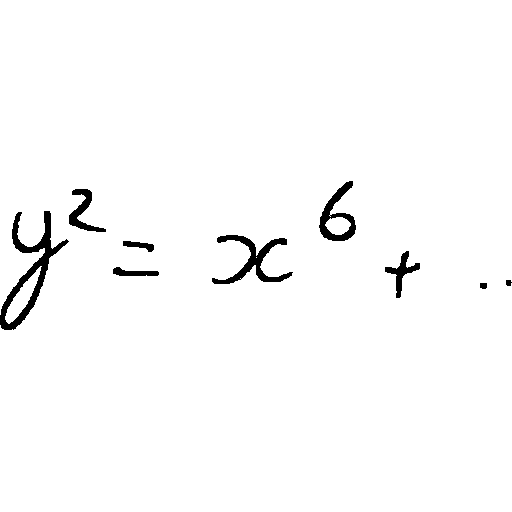 y² = x⁶ + ..